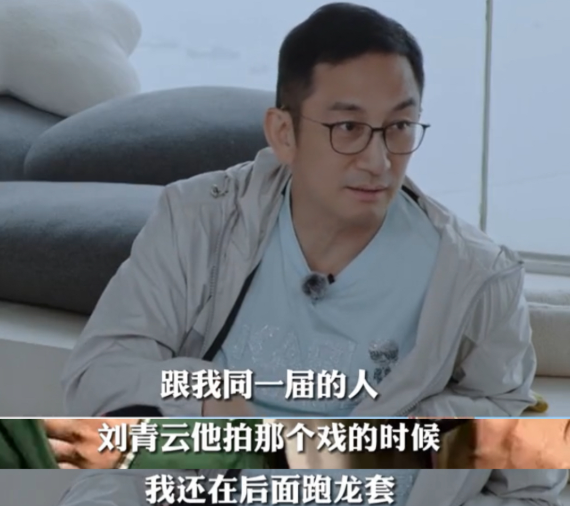 跟我同一届的人
刘青云他拍那个戏的时候
我还在后面跑龙套